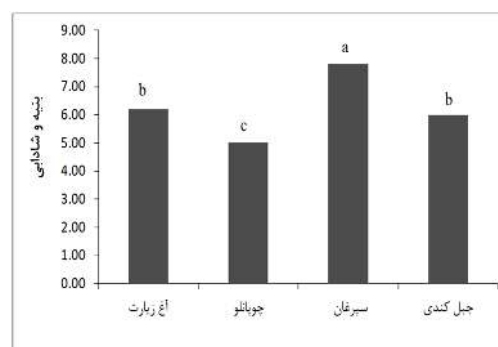 9.00
8.00
7.00
6.00
5.00
4.00
3.00
2.00
1.00
0.00
بنیه و شادابی
b
c
a
b
آغ زیارت
چوپانلو
سیرغان
جبل کندی